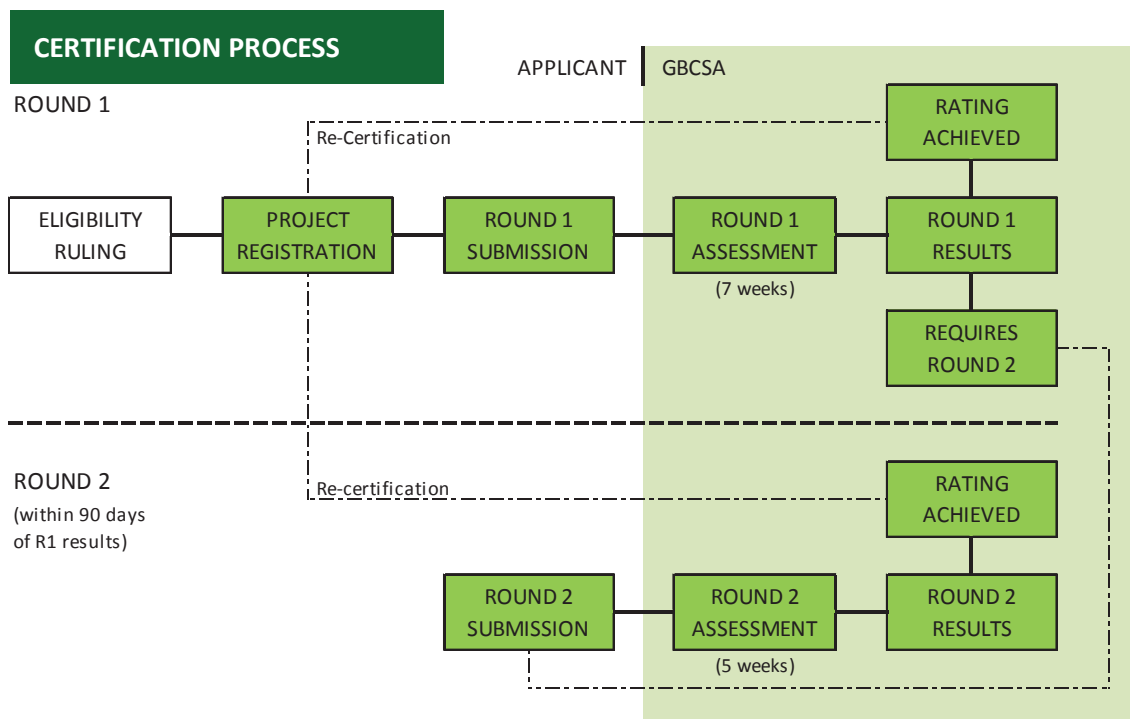 CERTIFICATION PROCESS
APPLICANT
GBCSA
ROUND 1
RATING
ACHIEVED
Re-Certification
ELIGIBILITY
RULING
PROJECT
REGISTRATION
ROUND 1
SUBMISSION
ROUND 1
ASSESSMENT
(7 weeks)
ROUND 1
RESULTS
REQUIRES
ROUND 2
ROUND 2
(within 90 days
of R1 results)
Re-certification
RATING
ACHIEVED
ROUND 2
SUBMISSION
ROUND 2
ASSESSMENT
(5 weeks)
ROUND 2
RESULTS